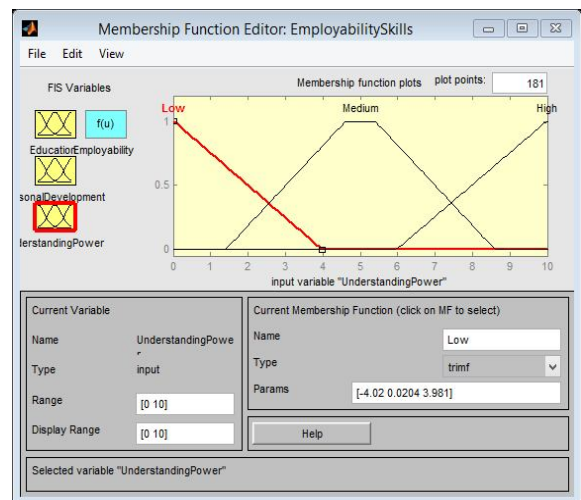 Membership Function Editor: EmployabilitySkills
File Edit View
FIS Variables
Membership function plots plot points: 181
f(u)
EducationEmployability
sonalDevelopment
lerstandingPower
Low Medium High
1
0.5
0
0 1 2 3 4 5 6 7 8 9 10
input variable "UnderstandingPower"
Current Variable
Name UnderstandingPowe
r
Type input
Range [0 10]
Display Range [0 10]
Current Membership Function (click on MF to select)
Name Low
Type trimf
Params [-4.02 0.0204 3.981]
Help
Selected variable "UnderstandingPower"